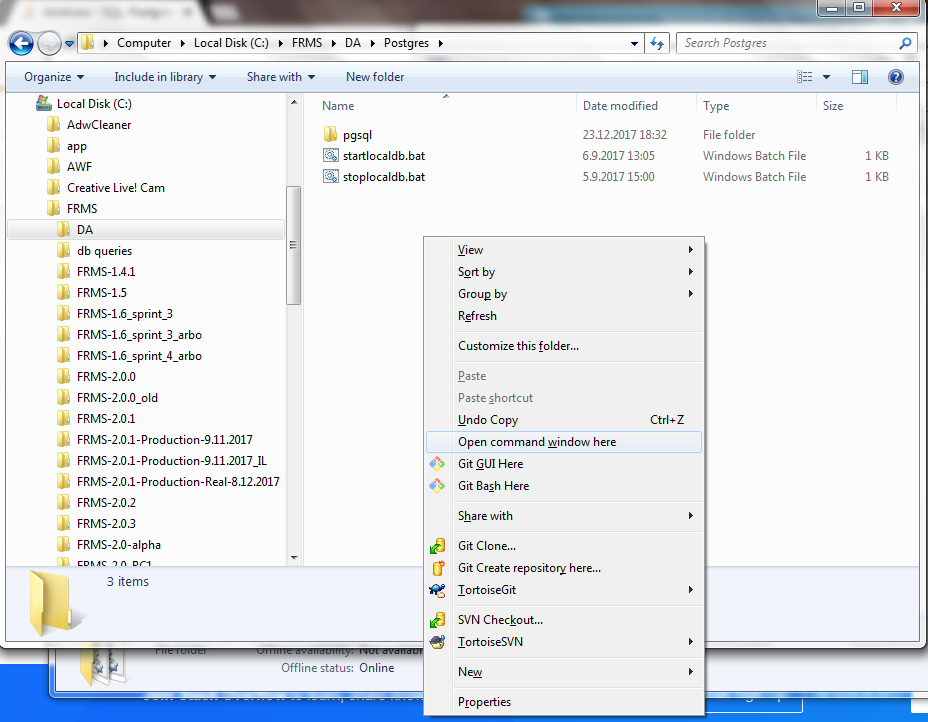 Computer Local Disk (C:) FRMS DA Postgres
Search Postgres
Organize Include in library Share with New folder
Local Disk (C:)
AdwCleaner
app
AWF
Creative Live! Cam
FRMS
DA
db queries
FRMS-1.4.1
FRMS-1.5
FRMS-1.6_sprint_3
FRMS-1.6_sprint_3_arbo
FRMS-1.6_sprint_4_arbo
FRMS-2.0.0
FRMS-2.0.0_old
FRMS-2.0.1
FRMS-2.0.1-Production-9.11.2017
FRMS-2.0.1-Production-9.11.2017_IL
FRMS-2.0.1-Production-Real-8.12.2017
FRMS-2.0.2
FRMS-2.0.3
FRMS-2.0-alpha
FRMS-2.0_RC1
Name Date modified Type Size
pgsql 23.12.2017 18:32 File folder
startlocaldb.bat 6.9.2017 13:05 Windows Batch File 1 KB
stoplocaldb.bat 5.9.2017 15:00 Windows Batch File 1 KB
View
Sort by
Group by
Refresh
Customize this folder...
Paste
Paste shortcut
Undo Copy Ctrl+Z
Open command window here
Git GUI Here
Git Bash Here
Share with
Git Clone...
Git Create repository here...
TortoiseGit
SVN Checkout...
TortoiseSVN
New
Properties
3 items
File folder Offline availability: Not available
Offline status: Online